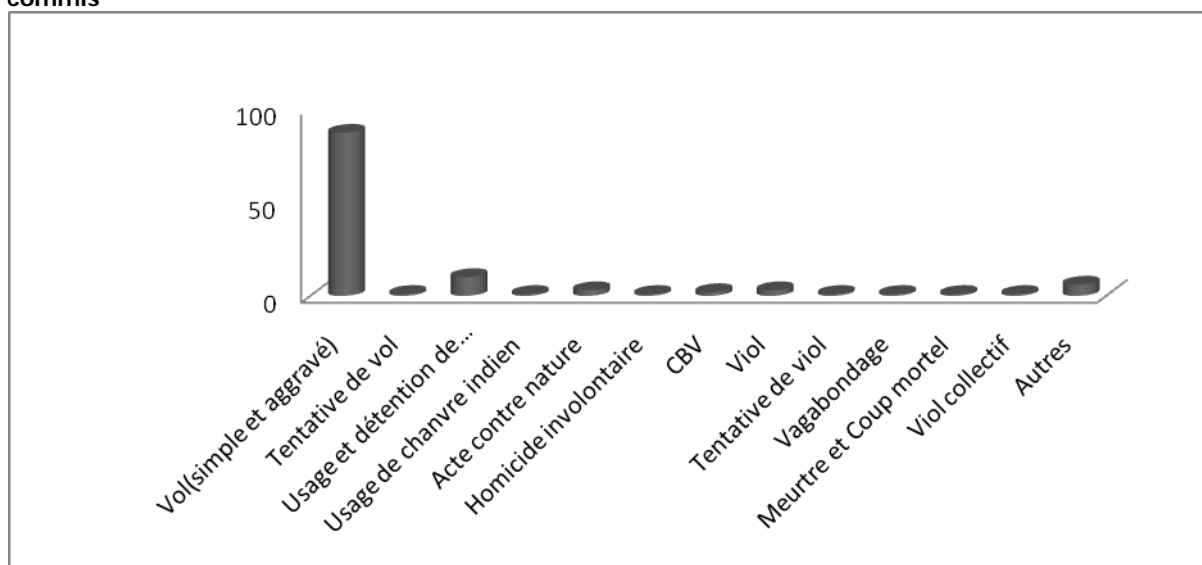 commis
100
50
0
Vol(simple et aggravé)
Tentative de vol
Usage et détention de...
Usage de chanvre indien
Acte contre nature
Homicide involontaire
CBV
Viol
Tentative de viol
Vagabondage
Meurtre et Coup mortel
Viol collectif
Autres